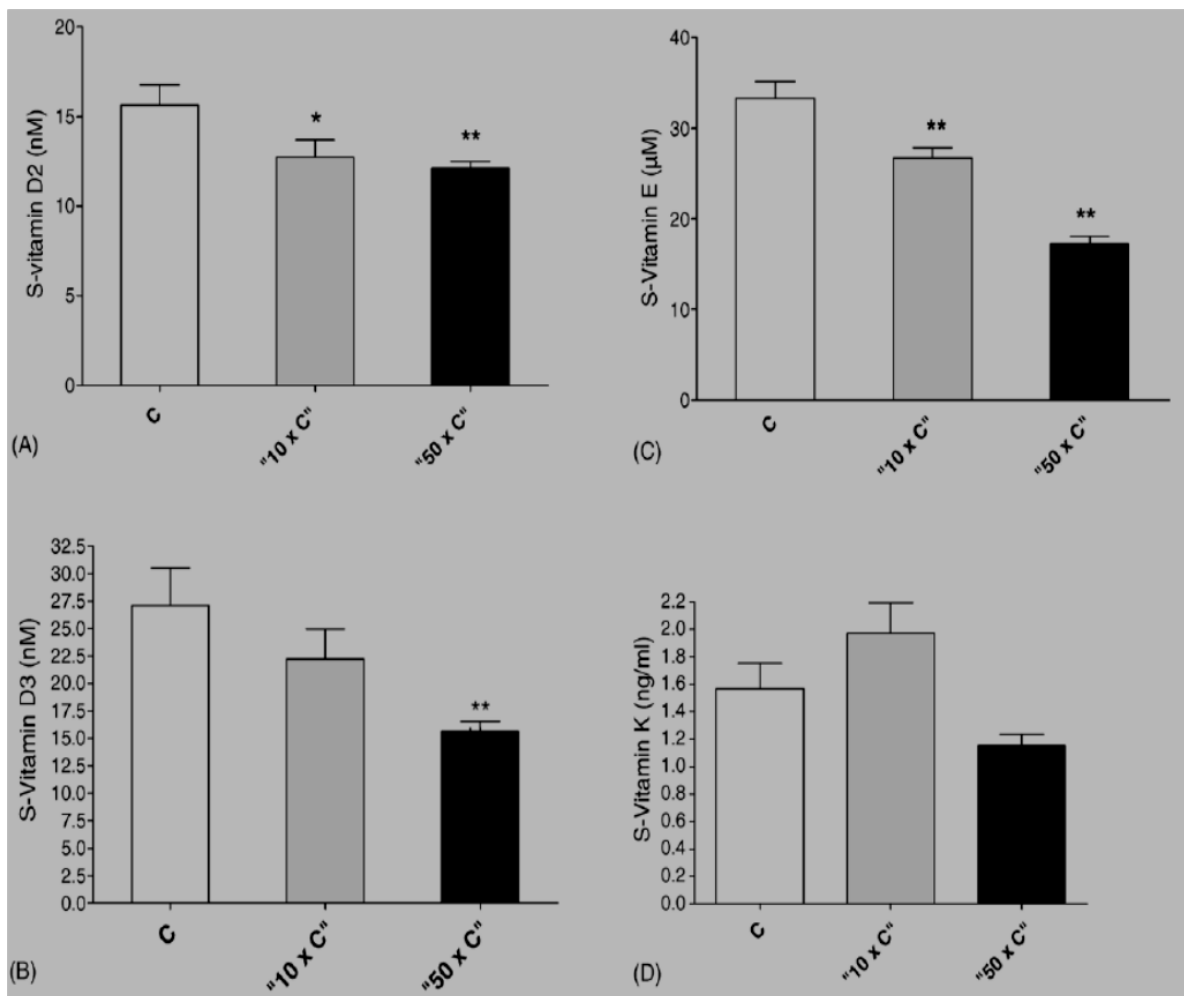 20
15
10
5
0
S-vitamin D2 (nM)
*
**
C
"10 x C"
"50 x C"
(A)
40
30
20
10
0
S-Vitamin E (µM)
**
**
C
"10 x C"
"50 x C"
(C)
32.5
30.0
27.5
25.0
22.5
20.0
17.5
15.0
12.5
10.0
7.5
5.0
2.5
0.0
S-Vitamin D3 (nM)
**
C
"10 x C"
"50 x C"
(B)
2.2
2.0
1.8
1.6
1.4
1.2
1.0
0.8
0.6
0.4
0.2
0.0
S-Vitamin K (ng/ml)
C
"10 x C"
"50 x C"
(D)